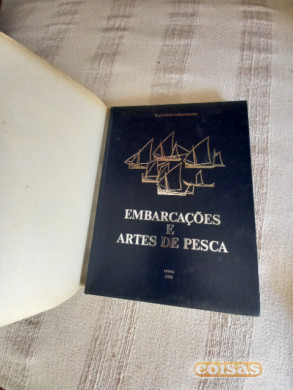 EMBARCAÇÕES
E
ARTES DE PESCA
coisas